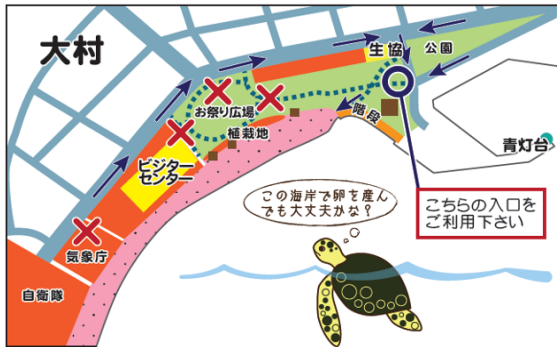 大村
生協
公園
お祭り広場
植栽地
階段
青灯台
ビジター
センター
この海岸で卵を産ん
でも大丈夫かな？
こちらの入口を
ご利用下さい
気象庁
自衛隊